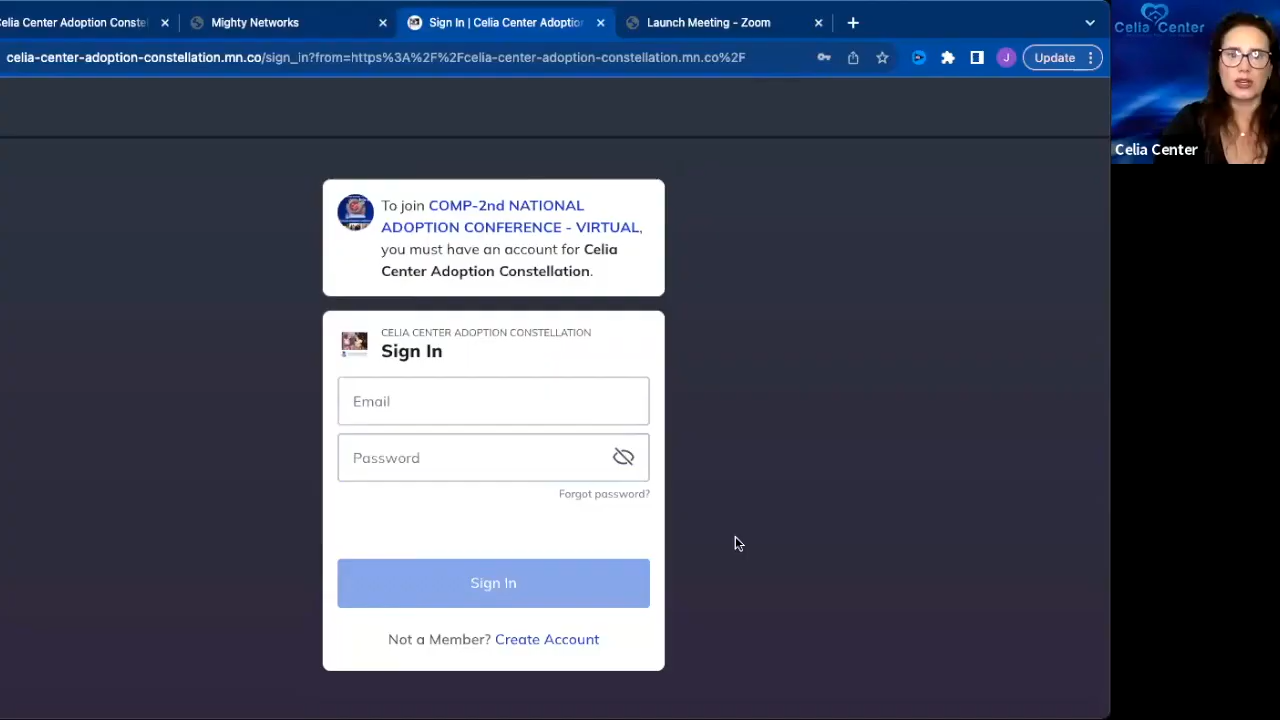 Celia Center Adoption Constel
Mighty Networks
Sign In | Celia Center Adoptio
Launch Meeting - Zoom
celia-center-adoption-constellation.mn.co/sign_in?from=https%3A%2F%2Fcelia-center-adoption-constellation.mn.co%2F
J
Update
Celia Center
Celia Center
To join COMP-2nd NATIONAL
ADOPTION CONFERENCE - VIRTUAL,
you must have an account for Celia
Center Adoption Constellation.
CELIA CENTER ADOPTION CONSTELLATION
Sign In
Email
Password
Forgot password?
Sign In
Not a Member? Create Account